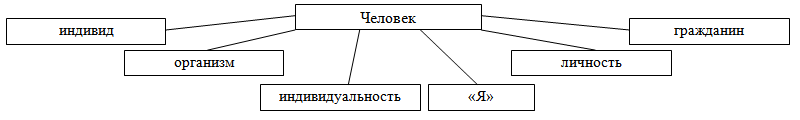 Человек
индивид
гражданин
организм
личность
индивидуальность
«Я»